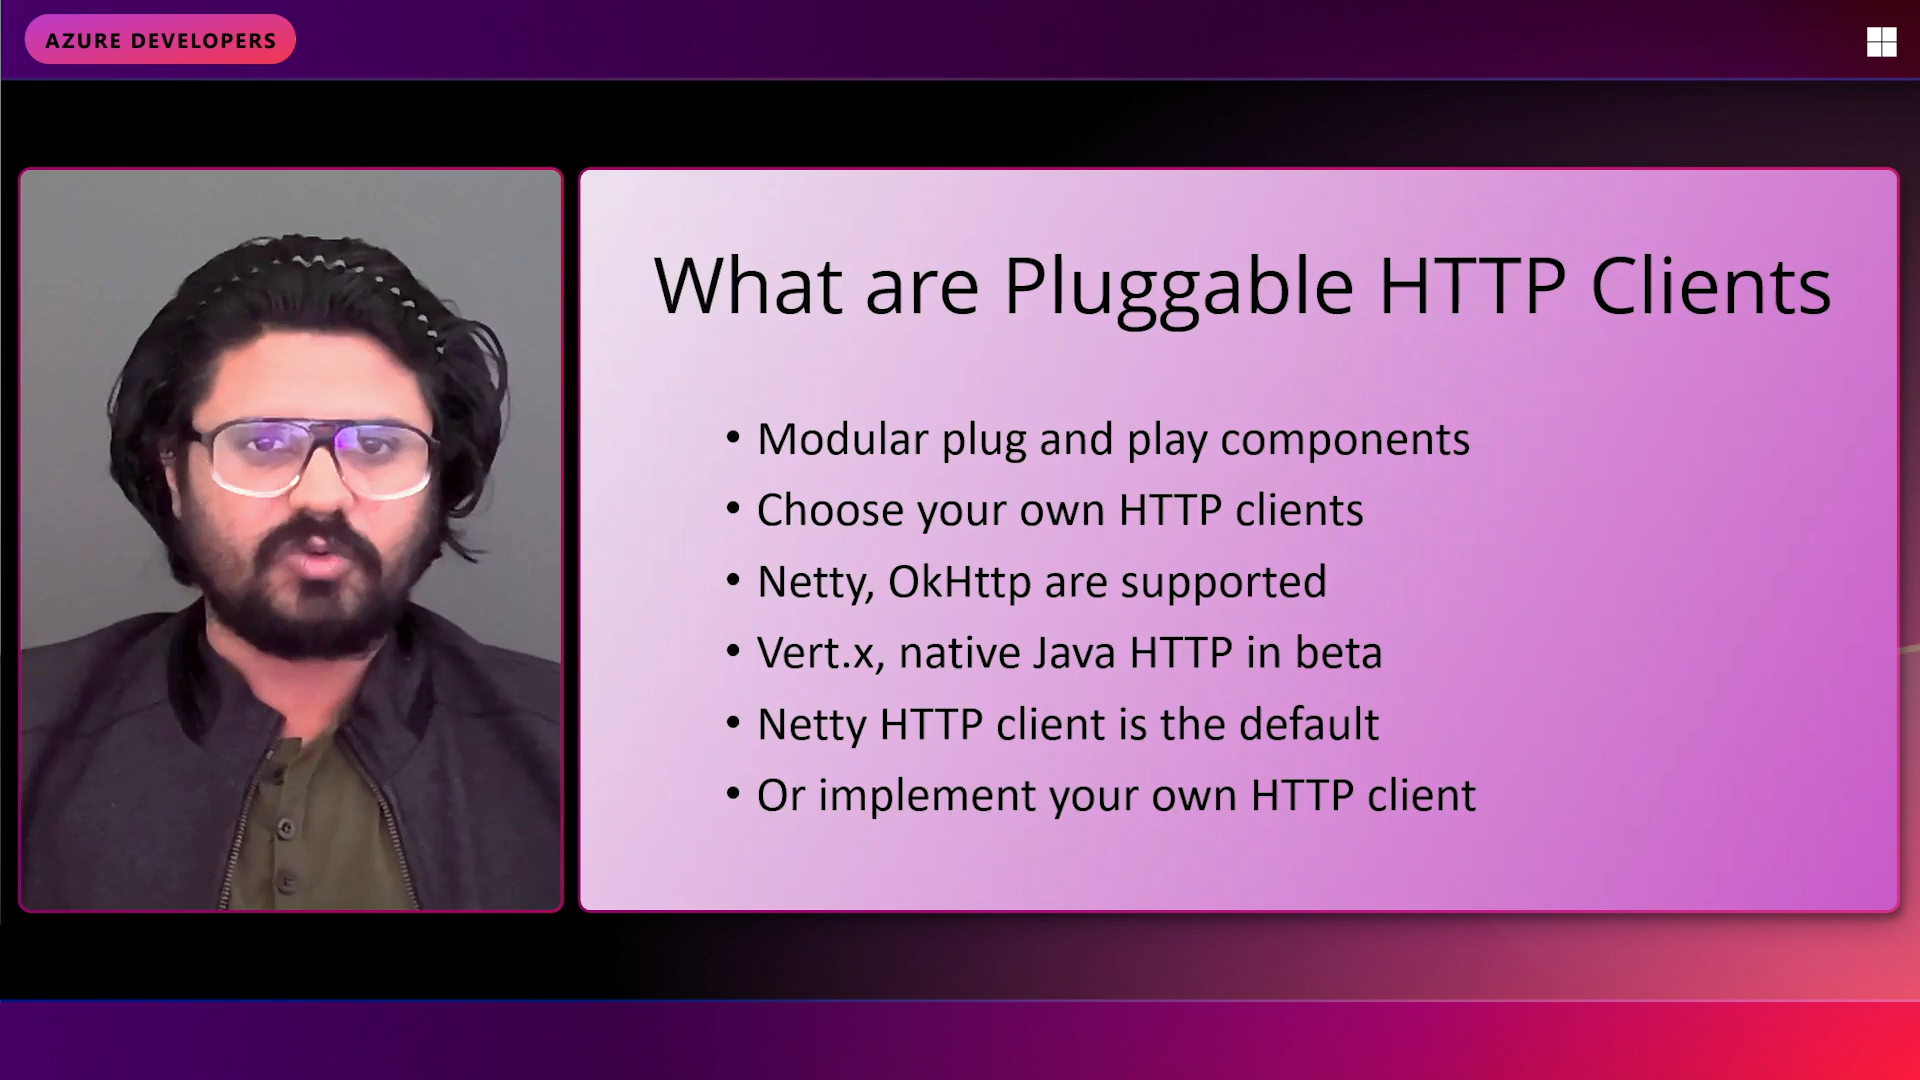 AZURE DEVELOPERS
What are Pluggable HTTP Clients
• Modular plug and play components
• Choose your own HTTP clients
• Netty, OkHttp are supported
• Vert.x, native Java HTTP in beta
• Netty HTTP client is the default
• Or implement your own HTTP client